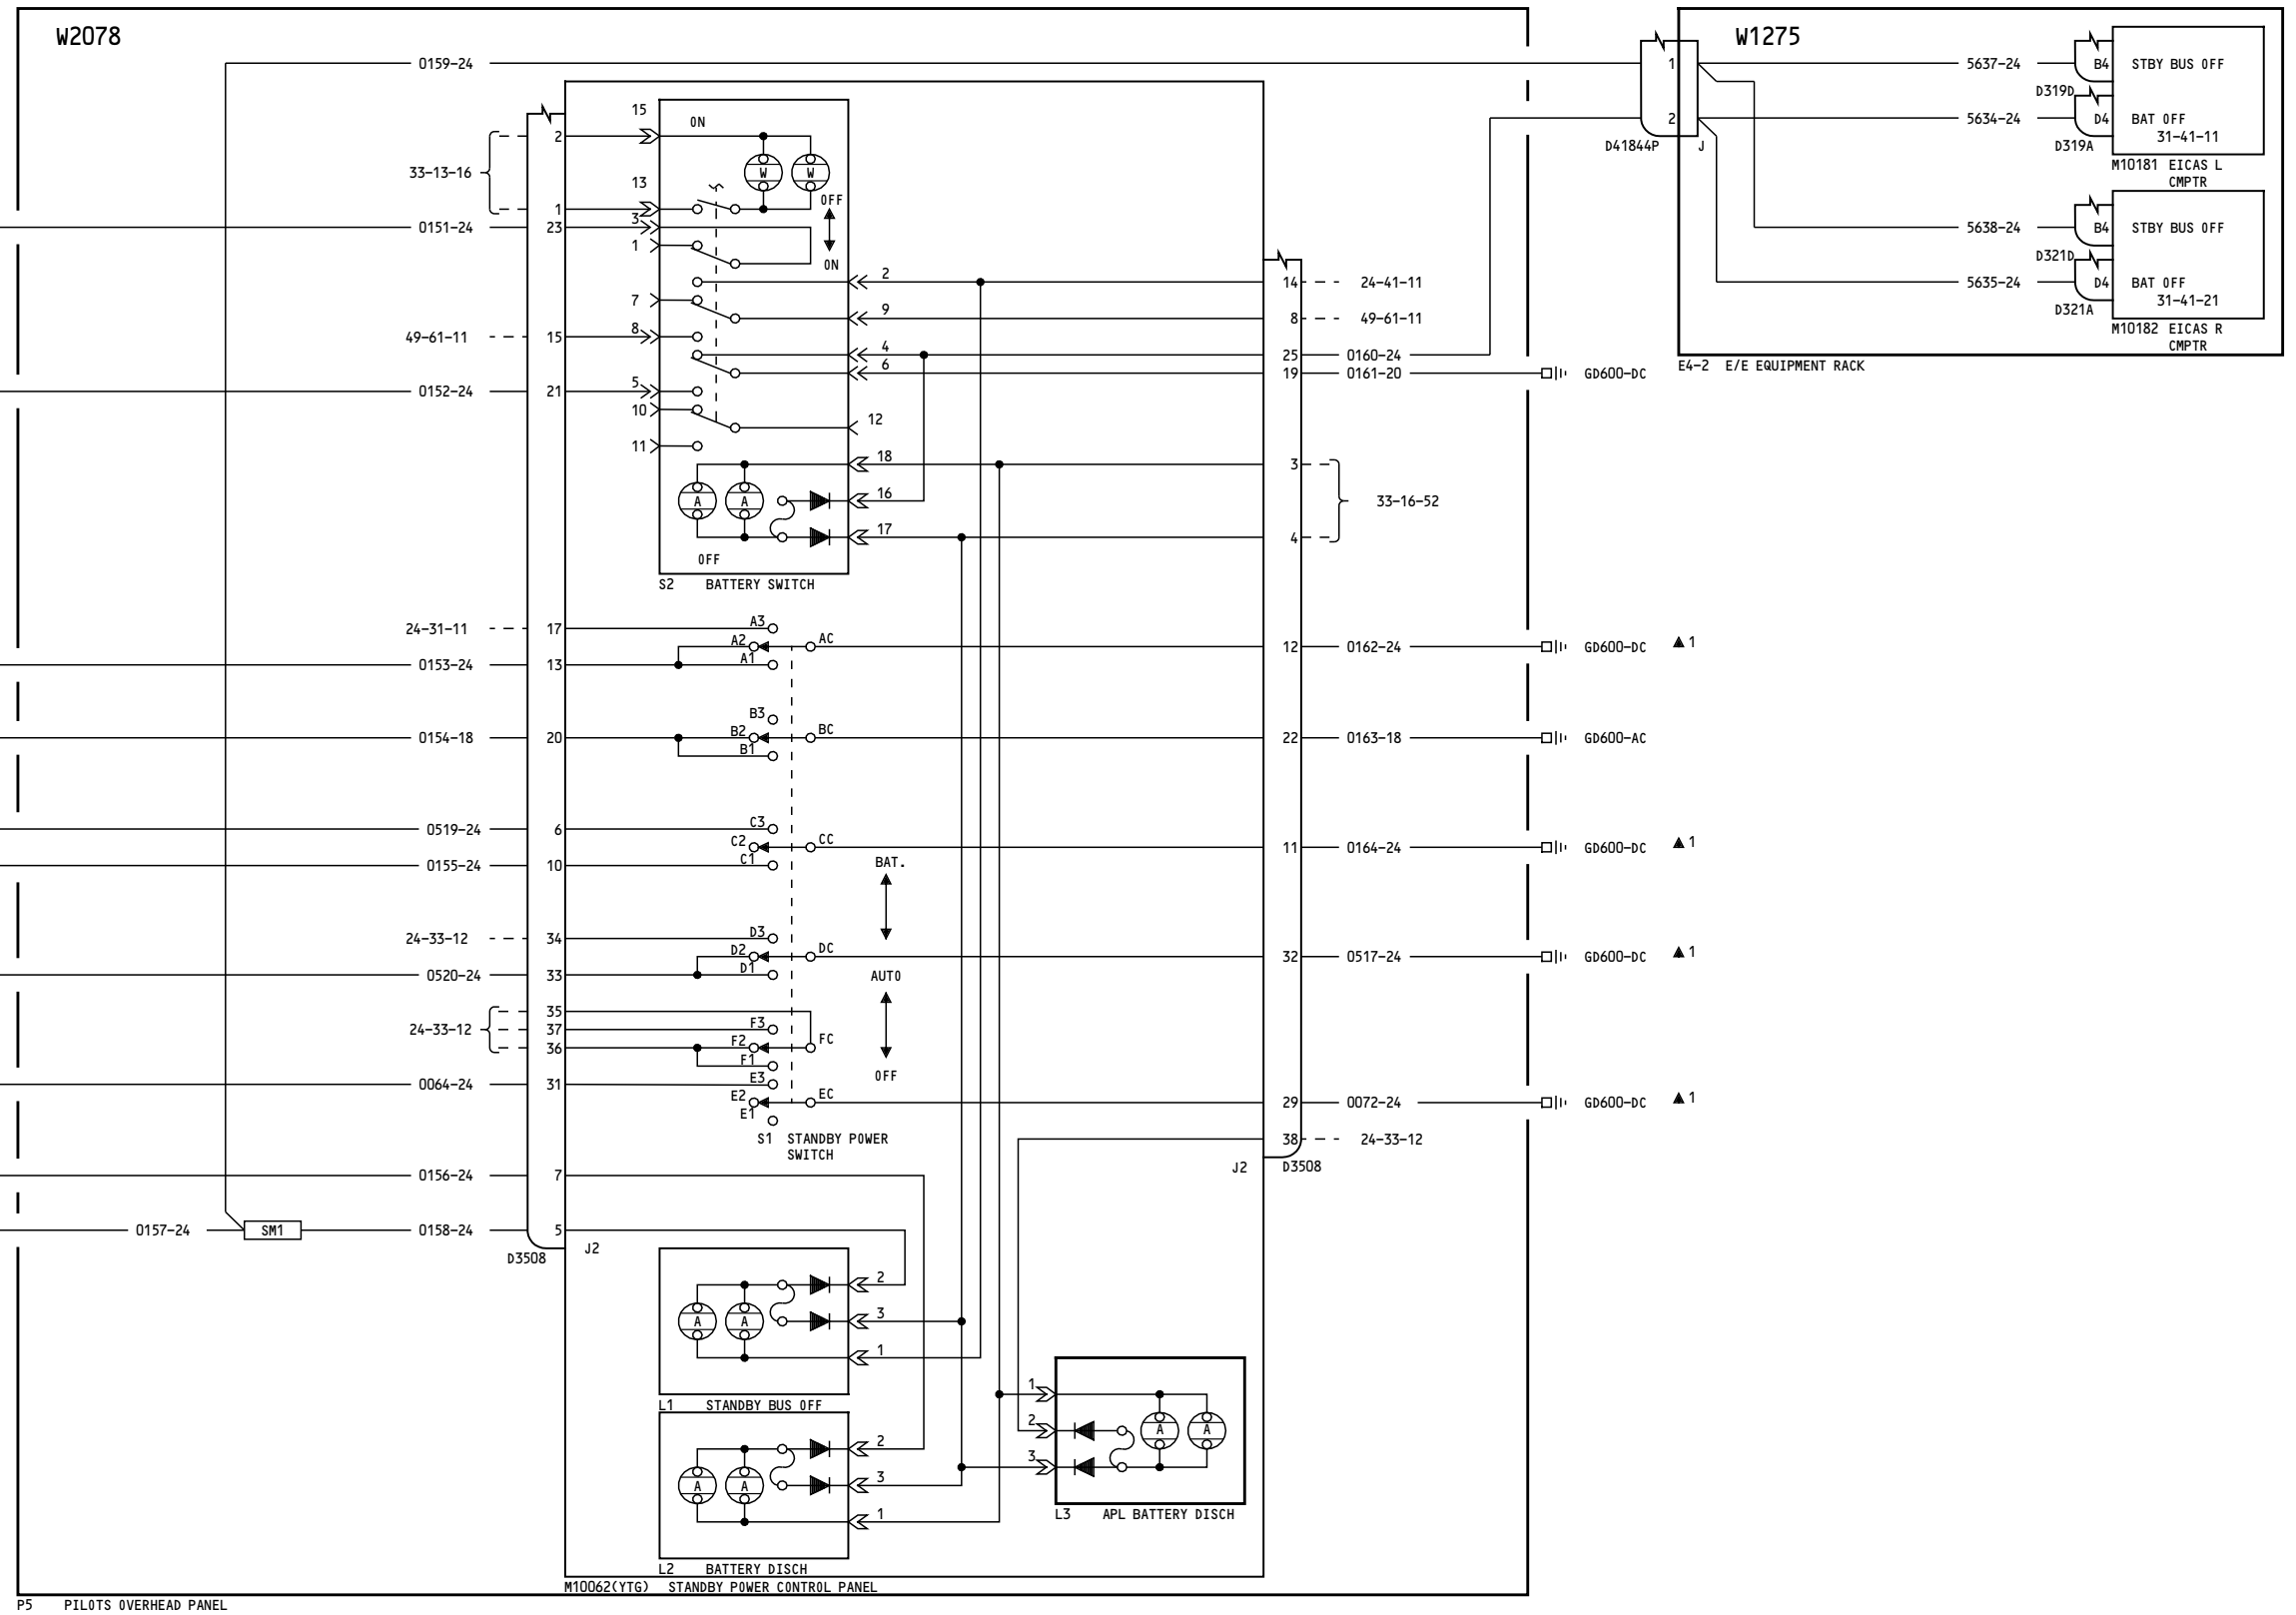 W2078
W1275
0159-24
1
5637-24
B4
STBY BUS OFF
D319D
2
5634-24
D4
BAT OFF
31-41-11
D41844P
J
D319A
M10181 EICAS L
CMPTR
5638-24
B4
STBY BUS OFF
D321D
5635-24
D4
BAT OFF
31-41-21
D321A
M10182 EICAS R
CMPTR
E4-2 E/E EQUIPMENT RACK
33-13-16
2
15
ON
W
W
13
1
OFF
0151-24
23
3
1
ON
2
14
24-41-11
7
9
8
49-61-11
49-61-11
15
8
4
25
0160-24
6
19
0161-20
GD600-DC
0152-24
21
5
10
12
11
18
3
A
A
16
33-16-52
17
4
OFF
S2 BATTERY SWITCH
24-31-11
17
A3
A2
AC
12
0162-24
GD600-DC
1
0153-24
13
A1
B3
0154-18
20
B2
BC
22
0163-18
GD600-AC
B1
0519-24
6
C3
C2
CC
11
0164-24
GD600-DC
1
0155-24
10
C1
BAT.
24-33-12
34
D3
D2
DC
32
0517-24
GD600-DC
1
0520-24
33
D1
AUTO
35
24-33-12
37
F3
36
F2
FC
F1
OFF
0064-24
31
E3
E2
EC
29
0072-24
GD600-DC
1
E1
S1 STANDBY POWER
SWITCH
38
24-33-12
J2
D3508
0156-24
7
0157-24
SM1
0158-24
5
D3508
J2
2
A
A
3
1
L1 STANDBY BUS OFF
2
A
A
3
1
L2 BATTERY DISCH
1
2
A
A
3
L3 APL BATTERY DISCH
M10062(YTG) STANDBY POWER CONTROL PANEL
P5 PILOTS OVERHEAD PANEL